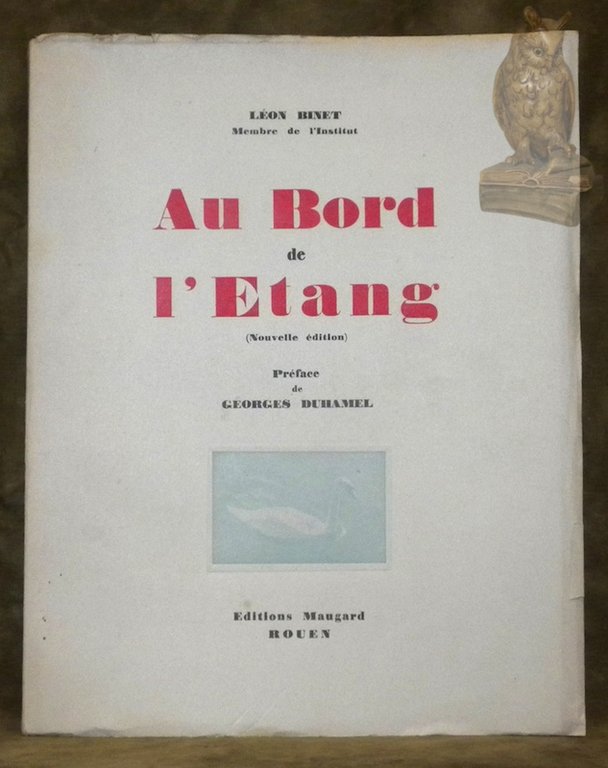 LÉON BINET
Membre de l'Institut
Au Bord
de
l'Etang
(Nouvelle édition)
Préface
de
GEORGES DUHAMEL
Editions Maugard
ROUEN